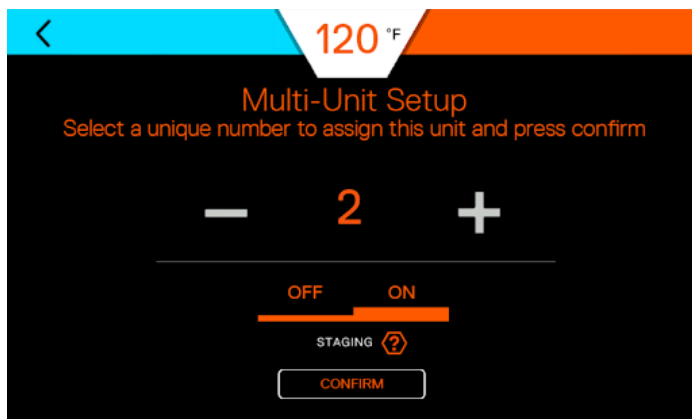 120 °F
Multi-Unit Setup
Select a unique number to assign this unit and press confirm
2
OFF ON
STAGING ?
CONFIRM